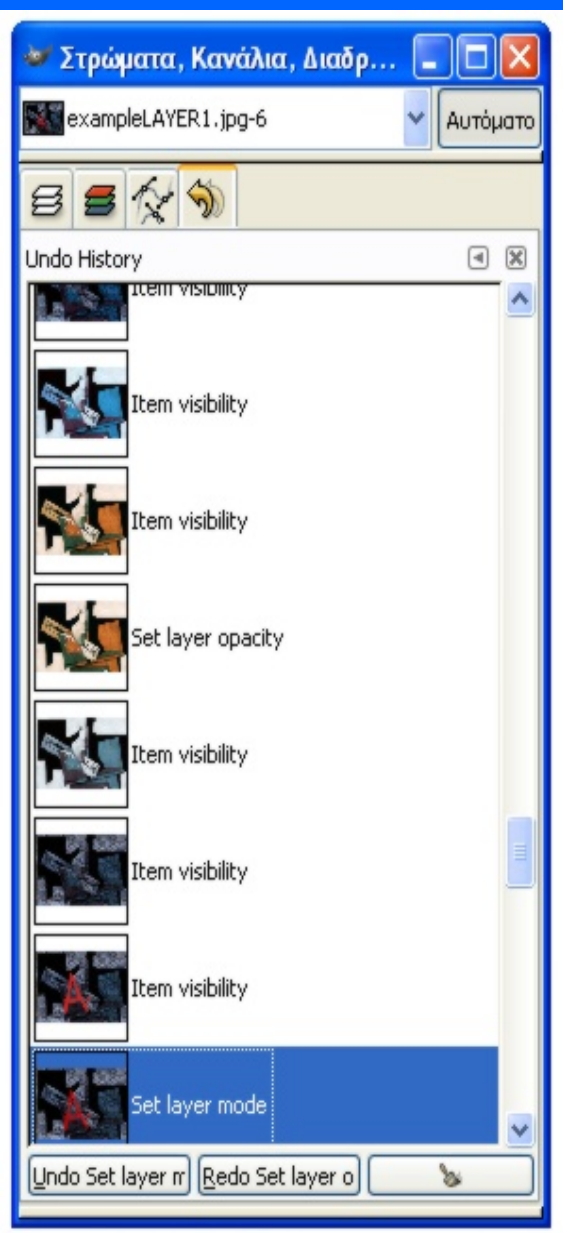 Στρώματα, Κανάλια, Διαδρ...
exampleLAYER1.jpg-6
Αυτόματο
Undo History
Item visibility
Item visibility
Item visibility
Set layer opacity
Item visibility
Item visibility
Item visibility
Set layer mode
Undo Set layer m
Redo Set layer o